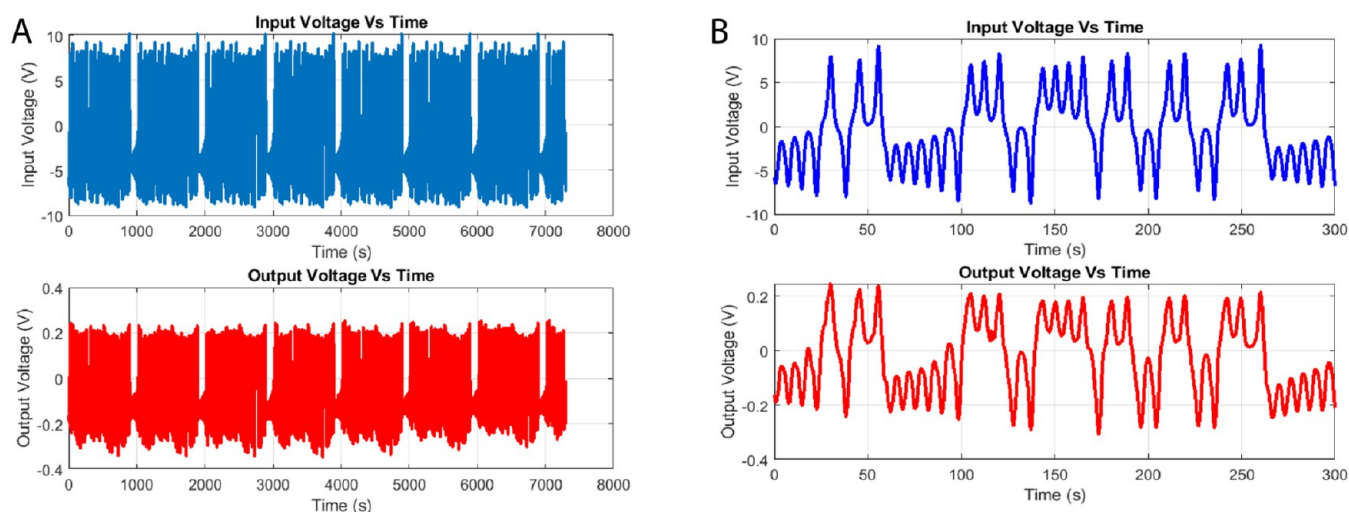 A
Input Voltage Vs Time
10
5
0
-5
-10
Input Voltage (V)
0 1000 2000 3000 4000 5000 6000 7000 8000
Time (s)
Output Voltage Vs Time
0.4
0.2
0
-0.2
-0.4
Output Voltage (V)
0 1000 2000 3000 4000 5000 6000 7000 8000
Time (s)
B
Input Voltage Vs Time
10
5
0
-5
-10
Input Voltage (V)
0 50 100 150 200 250 300
Time (s)
Output Voltage Vs Time
0.2
0
-0.2
-0.4
Output Voltage (V)
0 50 100 150 200 250 300
Time (s)